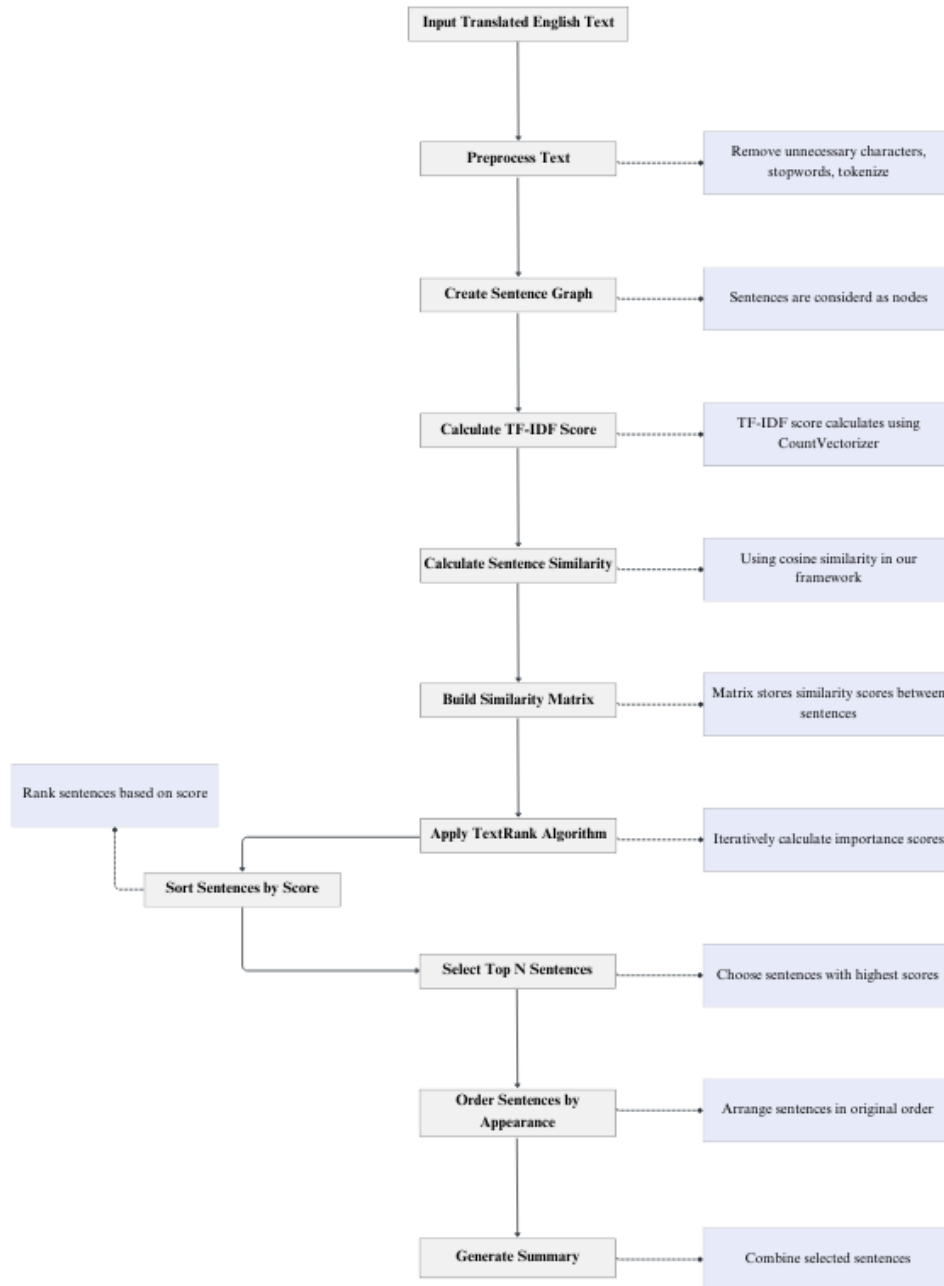 Input Translated English Text
Preprocess Text
Remove unnecessary characters,
stopwords, tokenize
Create Sentence Graph
Sentences are considerd as nodes
Calculate TF-IDF Score
TF-IDF score calculates using
CountVectorizer
Calculate Sentence Similarity
Using cosine similarity in our
framework
Build Similarity Matrix
Matrix stores similarity scores between
sentences
Rank sentences based on score
Apply TextRank Algorithm
Iteratively calculate importance scores
Sort Sentences by Score
Select Top N Sentences
Choose sentences with highest scores
Order Sentences by
Appearance
Arrange sentences in original order
Generate Summary
Combine selected sentences